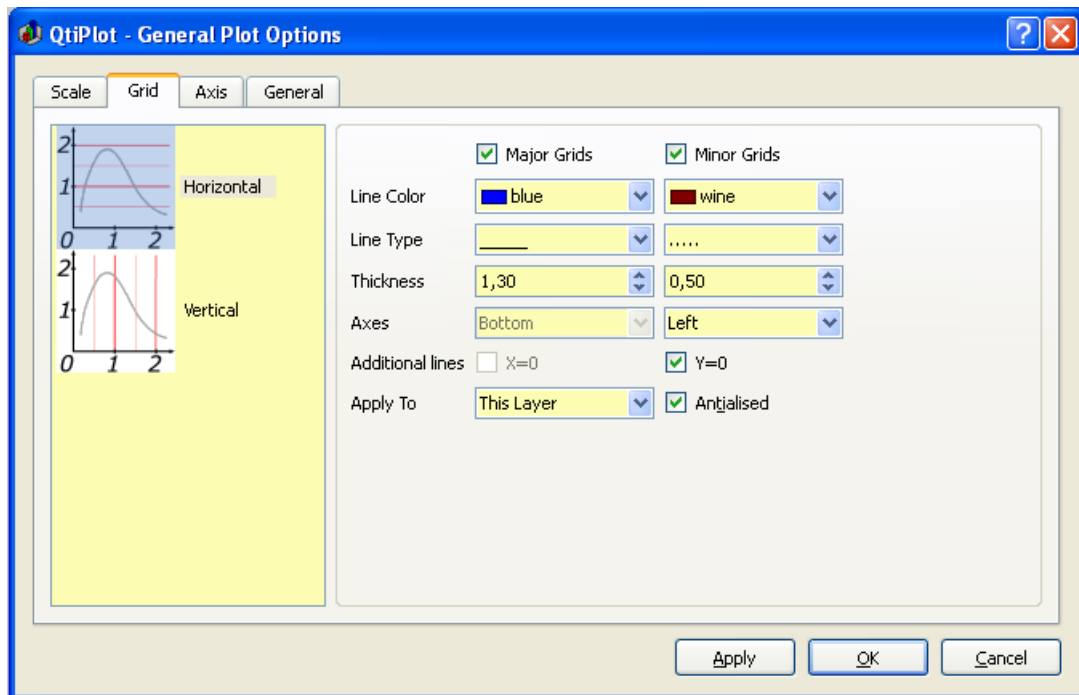 QtiPlot - General Plot Options
Scale Grid Axis General
2
1
0 1 2
Horizontal
2
1
0 1 2
Vertical
Major Grids Minor Grids
Line Color blue wine
Line Type _____ .....
Thickness 1,30 0,50
Axes Bottom Left
Additional lines X=0 Y=0
Apply To This Layer Antialised
Apply OK Cancel